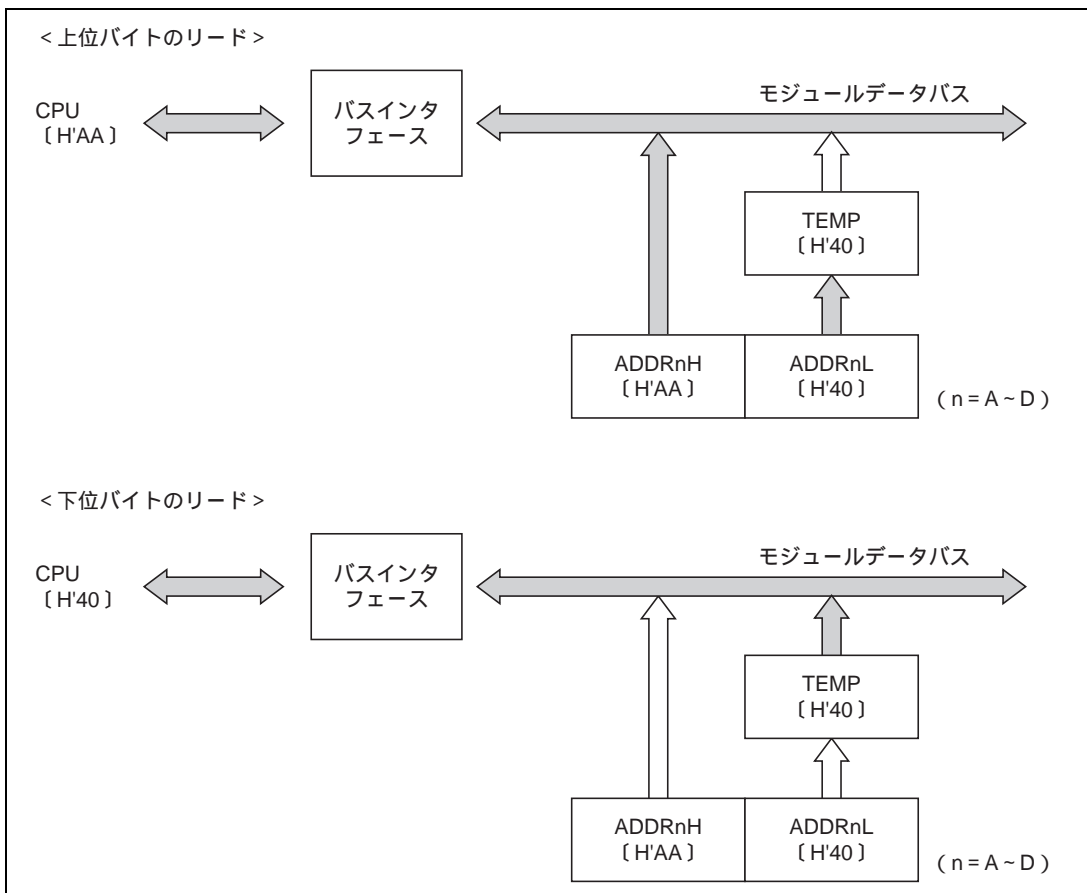 <上位バイトのリード>
CPU
〔H'AA〕
バスインタ
フェース
モジュールデータバス
TEMP
〔H'40〕
ADDRnH
〔H'AA〕
ADDRnL
〔H'40〕
(n=A~D)
<下位バイトのリード>
CPU
〔H'40〕
バスインタ
フェース
モジュールデータバス
TEMP
〔H'40〕
ADDRnH
〔H'AA〕
ADDRnL
〔H'40〕
(n=A~D)